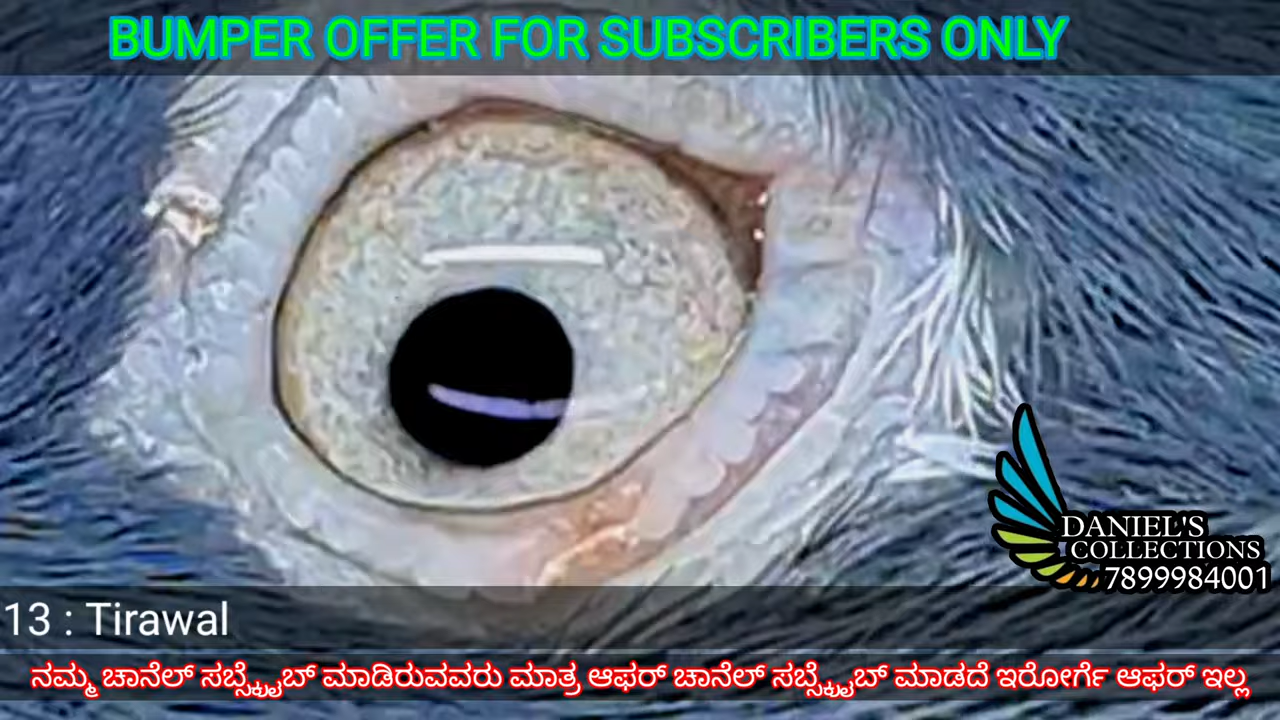 BUMPER OFFER FOR SUBSCRIBERS ONLY
DANIEL'S
COLLECTIONS
7899984001
13 : Tirawal
ನಮ್ಮ ಚಾನೆಲ್ ಸಬ್ಸ್ಕ್ರೈಬ್ ಮಾಡಿರುವವರು ಮಾತ್ರ ಆಫರ್ ಚಾನೆಲ್ ಸಬ್ಸ್ಕ್ರೈಬ್ ಮಾಡದೆ ಇರೋರ್ಗೆ ಆಫರ್ ಇಲ್ಲ